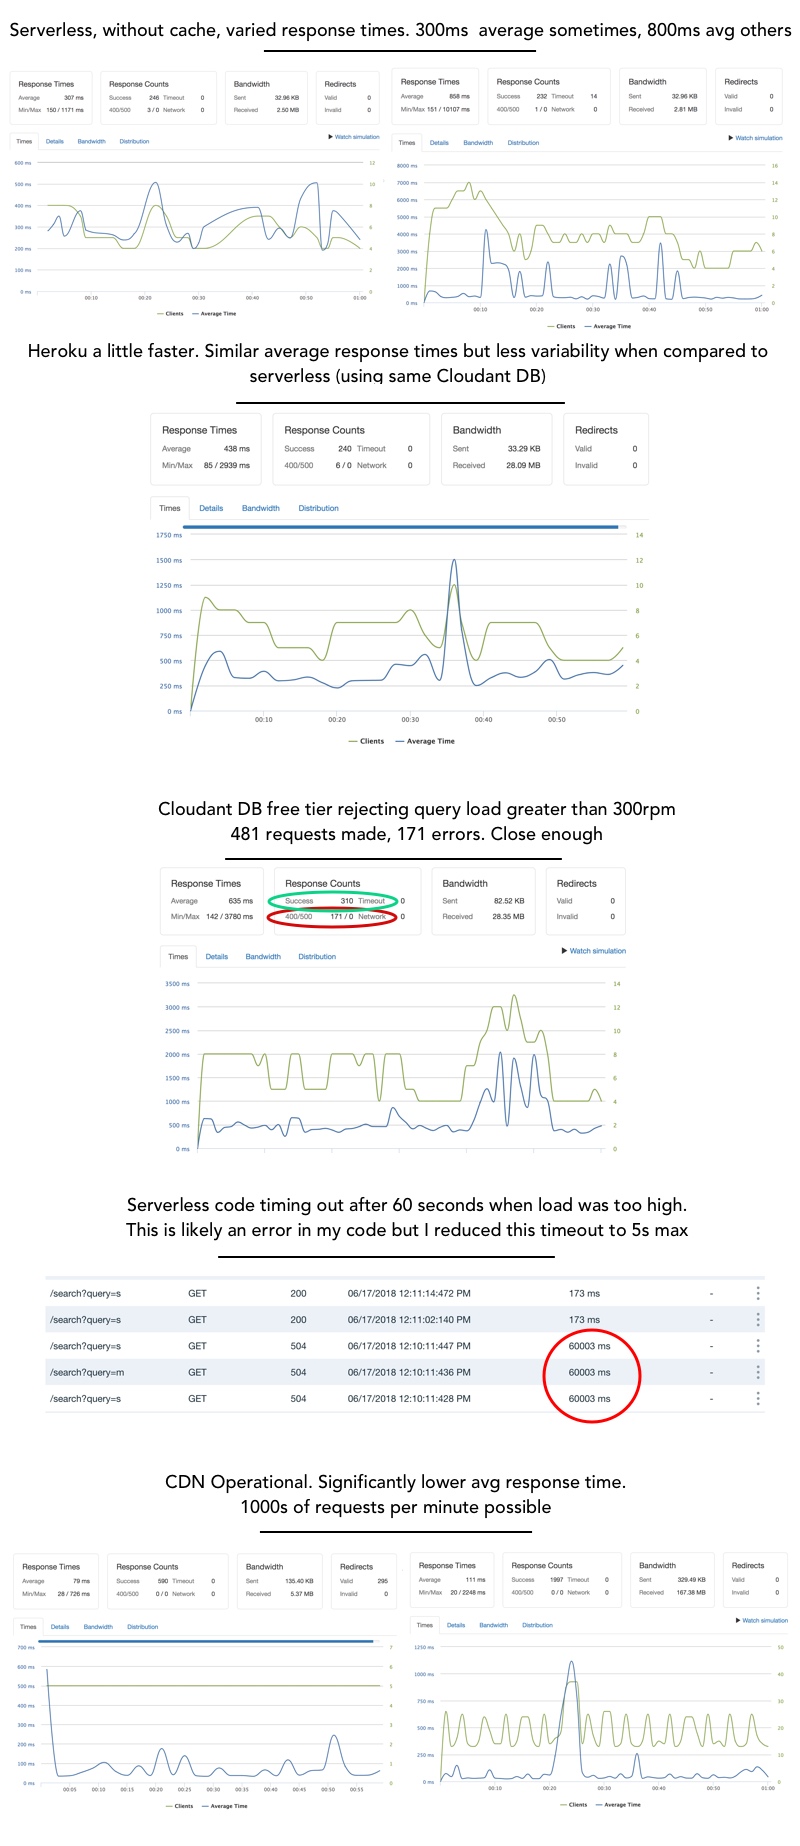 Serverless, without cache, varied response times. 300ms  average sometimes, 800ms avg others
Response Times
Average 307 ms
Min/Max 150 / 1171 ms
Response Counts
Success 246 Timeout 0
400/500 3 / 0 Network 0
Bandwidth
Sent 32.96 KB
Received 2.50 MB
Redirects
Valid 0
Invalid 0
Times Details Bandwidth Distribution
Watch simulation
600 ms 12
500 ms 10
400 ms 8
300 ms 6
200 ms 4
100 ms 2
0 ms 0
00:10 00:20 00:30 00:40 00:50 01:00
Clients Average Time
Response Times
Average 858 ms
Min/Max 151 / 10107 ms
Response Counts
Success 232 Timeout 14
400/500 1 / 0 Network 0
Bandwidth
Sent 32.96 KB
Received 2.81 MB
Redirects
Valid 0
Invalid 0
Times Details Bandwidth Distribution
Watch simulation
8000 ms 16
7000 ms 14
6000 ms 12
5000 ms 10
4000 ms 8
3000 ms 6
2000 ms 4
1000 ms 2
0 ms 0
00:10 00:20 00:30 00:40 00:50 01:00
Clients Average Time
Heroku a little faster. Similar average response times but less variability when compared to
serverless (using same Cloudant DB)
Response Times
Average 438 ms
Min/Max 85 / 2939 ms
Response Counts
Success 240 Timeout 0
400/500 6 / 0 Network 0
Bandwidth
Sent 33.29 KB
Received 28.09 MB
Redirects
Valid 0
Invalid 0
Times Details Bandwidth Distribution
1750 ms 14
1500 ms 12
1250 ms 10
1000 ms 8
750 ms 6
500 ms 4
250 ms 2
0 ms 0
00:10 00:20 00:30 00:40 00:50
Clients Average Time
Cloudant DB free tier rejecting query load greater than 300rpm
481 requests made, 171 errors. Close enough
Response Times
Average 635 ms
Min/Max 142 / 3780 ms
Response Counts
Success 310 Timeout 0
400/500 171 / 0 Network 0
Bandwidth
Sent 82.52 KB
Received 28.35 MB
Redirects
Valid 0
Invalid 0
Times Details Bandwidth Distribution
Watch simulation
3500 ms 14
3000 ms 12
2500 ms 10
2000 ms 8
1500 ms 6
1000 ms 4
500 ms 2
0 ms 0
Serverless code timing out after 60 seconds when load was too high.
This is likely an error in my code but I reduced this timeout to 5s max
/search?query=s GET 200 06/17/2018 12:11:14:472 PM 173 ms -
/search?query=s GET 200 06/17/2018 12:11:02:140 PM 173 ms -
/search?query=s GET 504 06/17/2018 12:10:11:447 PM 60003 ms -
/search?query=m GET 504 06/17/2018 12:10:11:436 PM 60003 ms -
/search?query=s GET 504 06/17/2018 12:10:11:428 PM 60003 ms -
CDN Operational. Significantly lower avg response time.
1000s of requests per minute possible
Response Times
Average 79 ms
Min/Max 28 / 726 ms
Response Counts
Success 590 Timeout 0
400/500 0 / 0 Network 0
Bandwidth
Sent 135.40 KB
Received 5.37 MB
Redirects
Valid 295
Invalid 0
Times Details Bandwidth Distribution
700 ms 7
600 ms 6
500 ms 5
400 ms 4
300 ms 3
200 ms 2
100 ms 1
0 ms 0
00:05 00:10 00:15 00:20 00:25 00:30 00:35 00:40 00:45 00:50 00:55
Clients Average Time
Response Times
Average 111 ms
Min/Max 20 / 2248 ms
Response Counts
Success 1997 Timeout 0
400/500 0 / 0 Network 0
Bandwidth
Sent 329.49 KB
Received 167.38 MB
Redirects
Valid 0
Invalid 0
Times Details Bandwidth Distribution
Watch simulation
1250 ms 50
1000 ms 40
750 ms 30
500 ms 20
250 ms 10
0 ms 0
00:10 00:20 00:30 00:40 00:50 01:00
Clients Average Time